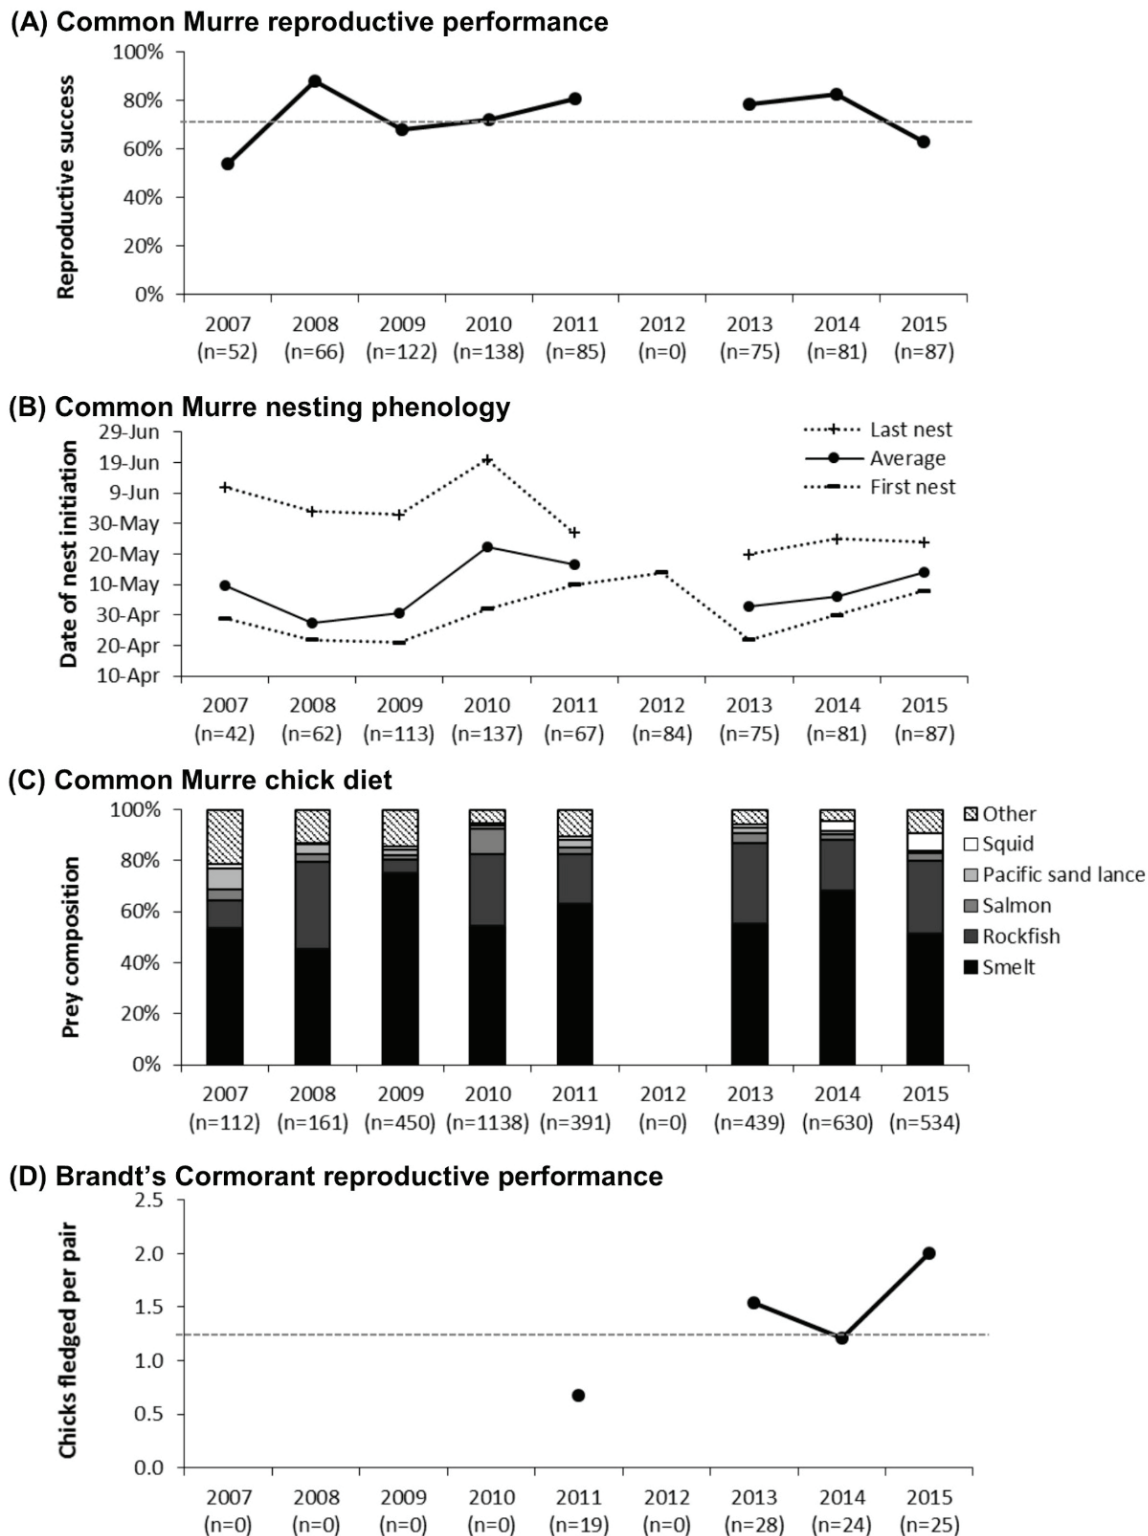 (A) Common Murre reproductive performance
100%
80%
60%
40%
20%
0%
Reproductive success
2007 2008 2009 2010 2011 2012 2013 2014 2015
(n=52) (n=66) (n=122) (n=138) (n=85) (n=0) (n=75) (n=81) (n=87)
(B) Common Murre nesting phenology
29-Jun
19-Jun
9-Jun
30-May
20-May
10-May
30-Apr
20-Apr
10-Apr
Date of nest initiation
Last nest
Average
First nest
2007 2008 2009 2010 2011 2012 2013 2014 2015
(n=42) (n=62) (n=113) (n=137) (n=67) (n=84) (n=75) (n=81) (n=87)
(C) Common Murre chick diet
100%
80%
60%
40%
20%
0%
Prey composition
Other
Squid
Pacific sand lance
Salmon
Rockfish
Smelt
2007 2008 2009 2010 2011 2012 2013 2014 2015
(n=112) (n=161) (n=450) (n=1138) (n=391) (n=0) (n=439) (n=630) (n=534)
(D) Brandt’s Cormorant reproductive performance
2.5
2.0
1.5
1.0
0.5
0.0
Chicks fledged per pair
2007 2008 2009 2010 2011 2012 2013 2014 2015
(n=0) (n=0) (n=0) (n=0) (n=19) (n=0) (n=28) (n=24) (n=25)